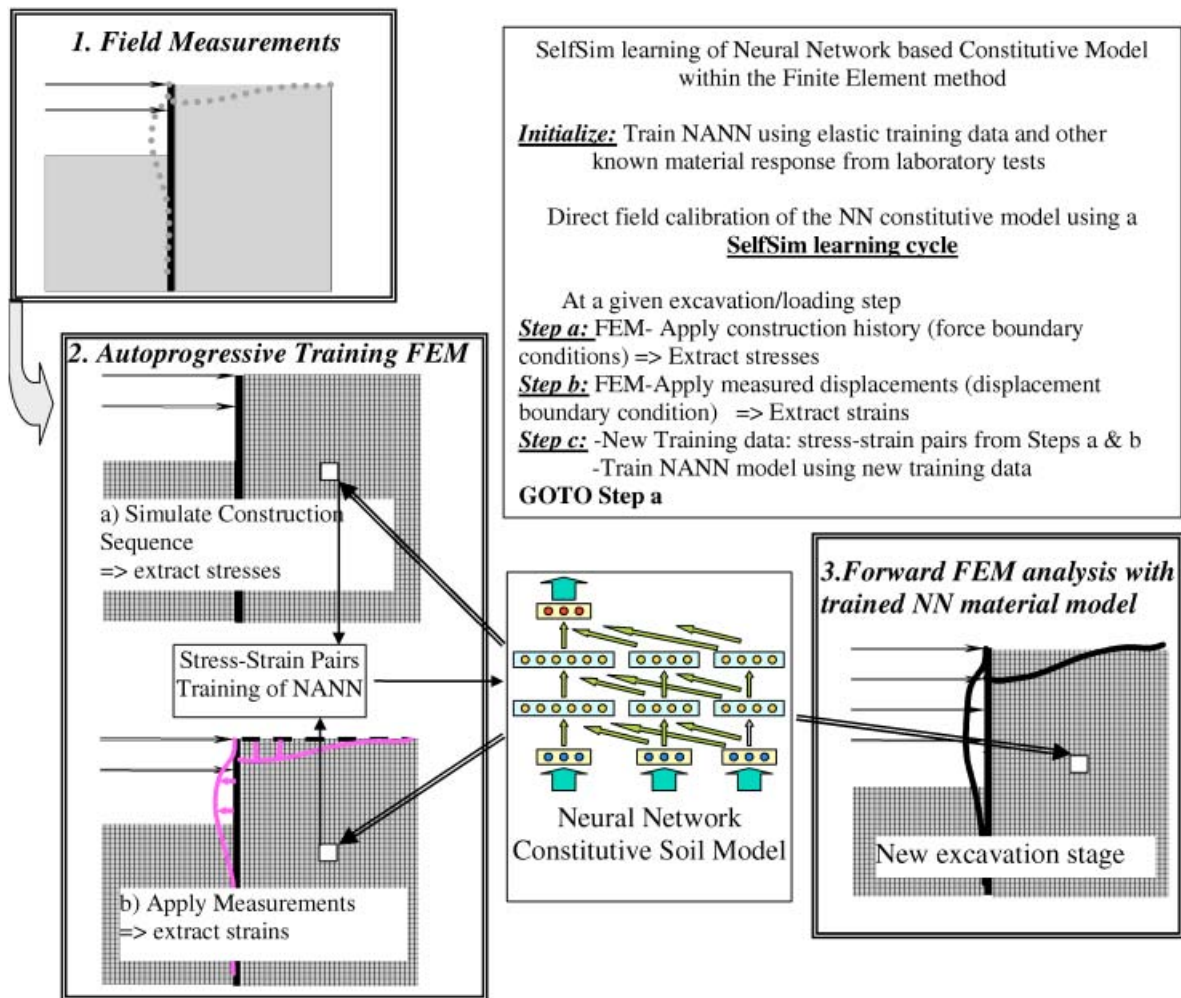 1. Field Measurements
SelfSim learning of Neural Network based Constitutive Model
within the Finite Element method
Initialize: Train NANN using elastic training data and other
known material response from laboratory tests
Direct field calibration of the NN constitutive model using a
SelfSim learning cycle
At a given excavation/loading step
Step a: FEM- Apply construction history (force boundary
conditions) => Extract stresses
Step b: FEM-Apply measured displacements (displacement
boundary condition) => Extract strains
Step c: -New Training data: stress-strain pairs from Steps a & b
-Train NANN model using new training data
GOTO Step a
2. Autoprogressive Training FEM
a) Simulate Construction
Sequence
=> extract stresses
Stress-Strain Pairs
Training of NANN
b) Apply Measurements
=> extract strains
Neural Network
Constitutive Soil Model
3.Forward FEM analysis with
trained NN material model
New excavation stage